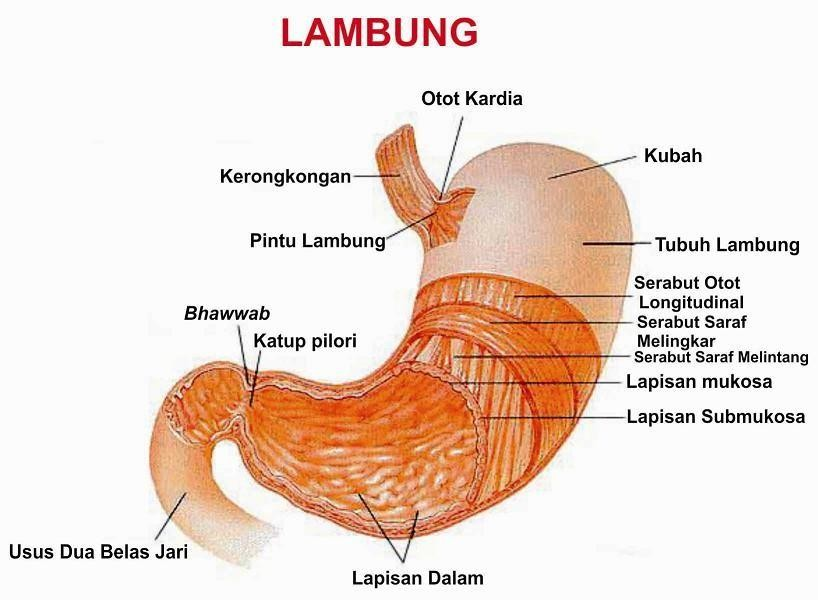 LAMBUNG
Otot Kardia
Kubah
Kerongkongan
Pintu Lambung
Tubuh Lambung
Serabut Otot
Longitudinal
Serabut Saraf
Melingkar
Serabut Saraf Melintang
Bhawwab
Katup pilori
Lapisan mukosa
Lapisan Submukosa
Usus Dua Belas Jari
Lapisan Dalam